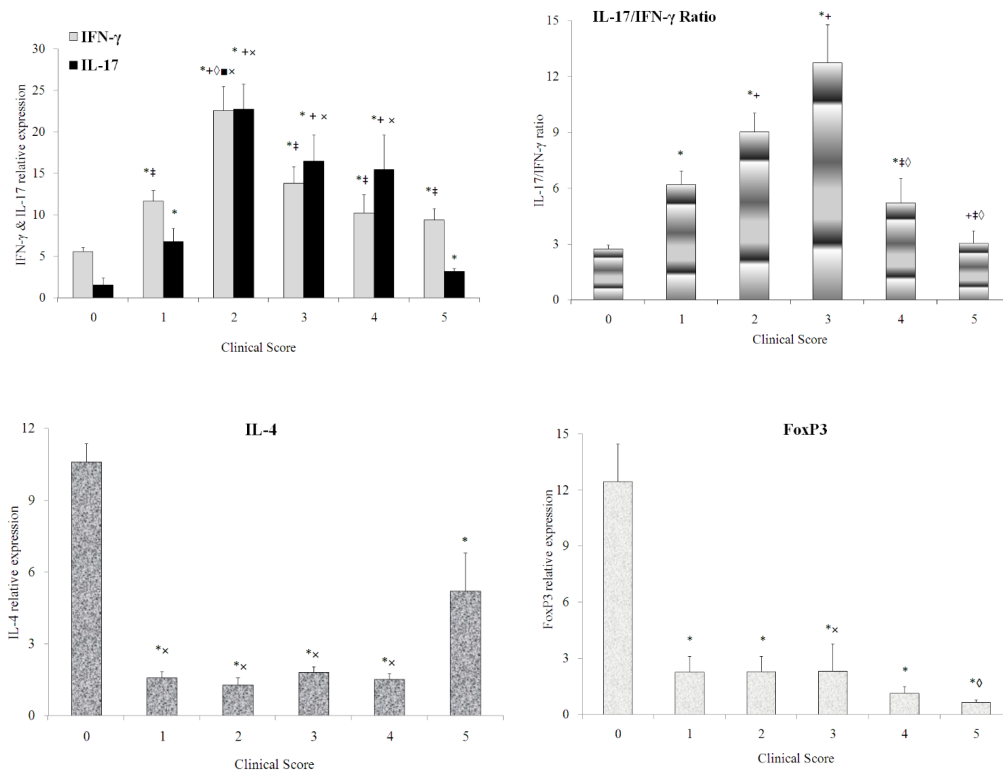 IFN-γ
IL-17
IFN-γ & IL-17 relative expression
30
25
20
15
10
5
0
*‡
*
*+◊■×
* +×
*‡
* + ×
*‡
* + ×
*‡
*
0 1 2 3 4 5
Clinical Score
IL-17/IFN-γ Ratio
IL-17/IFN-γ ratio
15
12
9
6
3
0
*
*+
*+
*‡◊
+‡◊
0 1 2 3 4 5
Clinical Score
IL-4
IL-4 relative expression
12
9
6
3
0
*×
*×
*×
*×
*
0 1 2 3 4 5
Clinical Score
FoxP3
FoxP3 relative expression
15
12
9
6
3
0
*
*
*×
*
*◊
0 1 2 3 4 5
Clinical Score